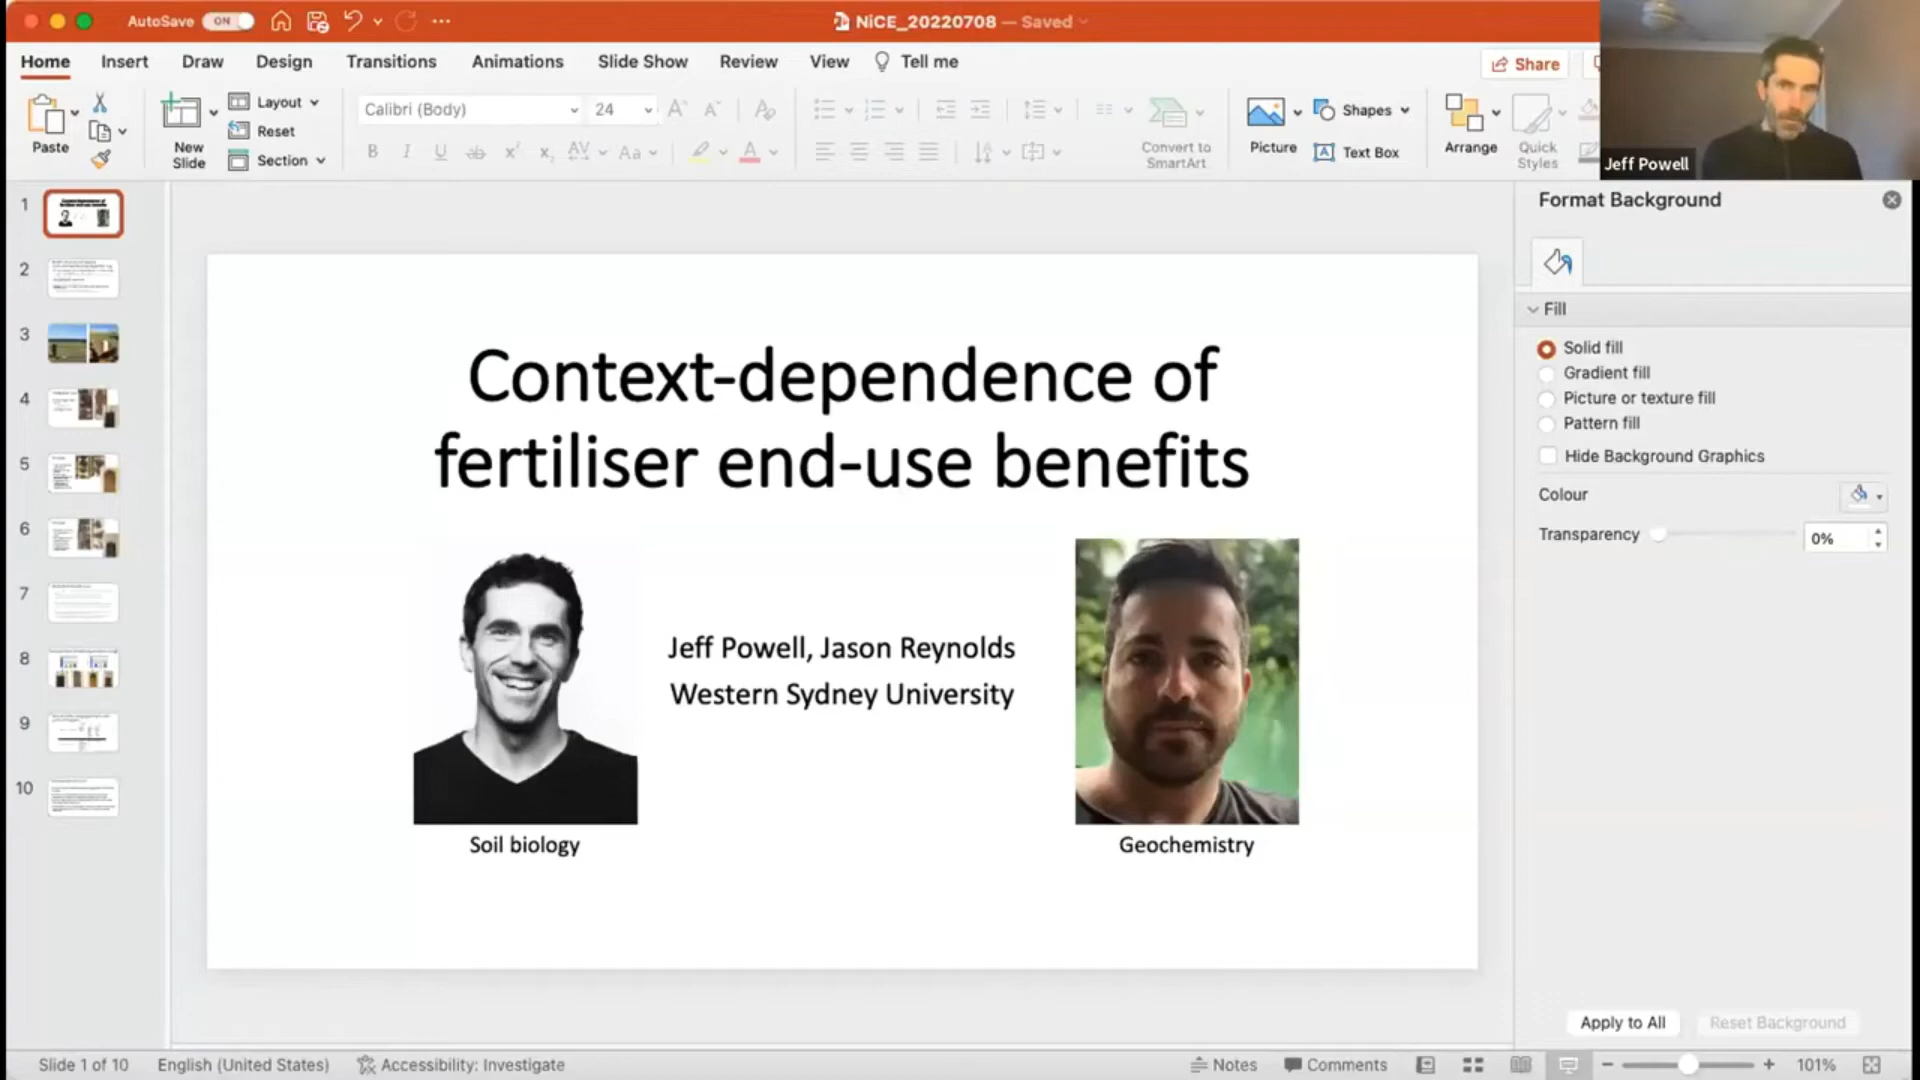 AutoSave ON NiCE_20220708 — Saved
Home Insert Draw Design Transitions Animations Slide Show Review View Tell me Share
Paste
New Slide
Layout
Reset
Section
Calibri (Body) 24
Convert to SmartArt
Picture
Shapes
Text Box
Arrange
Quick Styles
Jeff Powell
1
2
3
4
5
6
7
8
9
10
Context-dependence of
fertiliser end-use benefits
Jeff Powell, Jason Reynolds
Western Sydney University
Soil biology
Geochemistry
Format Background
Fill
Solid fill
Gradient fill
Picture or texture fill
Pattern fill
Hide Background Graphics
Colour
Transparency 0%
Apply to All Reset Background
Slide 1 of 10 English (United States) Accessibility: Investigate Notes Comments 101%